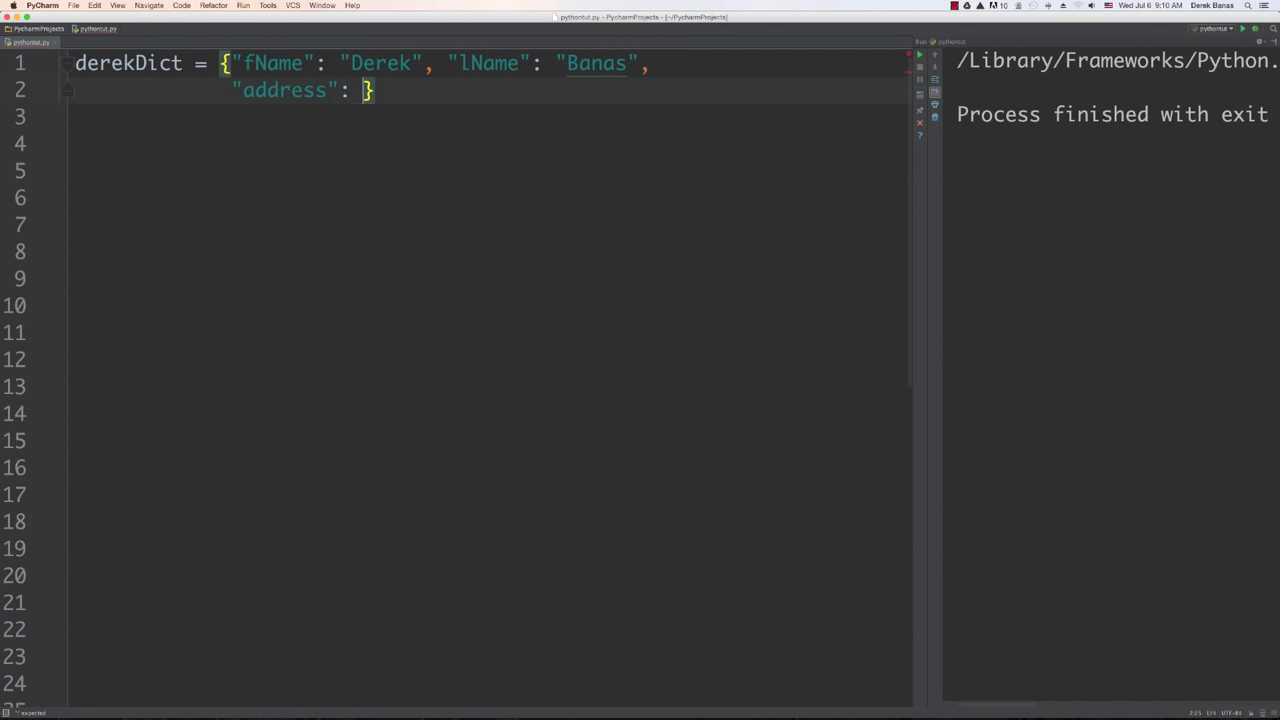 PyCharm File Edit View Navigate Code Refactor Run Tools VCS Window Help
10 Wed Jul 6 9:10 AM Derek Banas
pythontut.py - PyCharmProjects - [~/PycharmProjects]
PycharmProjects pythontut.py
pythontut
pythontut.py
Run: pythontut
1 derekDict = {"fName": "Derek", "lName": "Banas",
2 "address": }
3
4
5
6
7
8
9
10
11
12
13
14
15
16
17
18
19
20
21
22
23
24
/Library/Frameworks/Python.
Process finished with exit
expected
2:25 LF≑ UTF-8≑